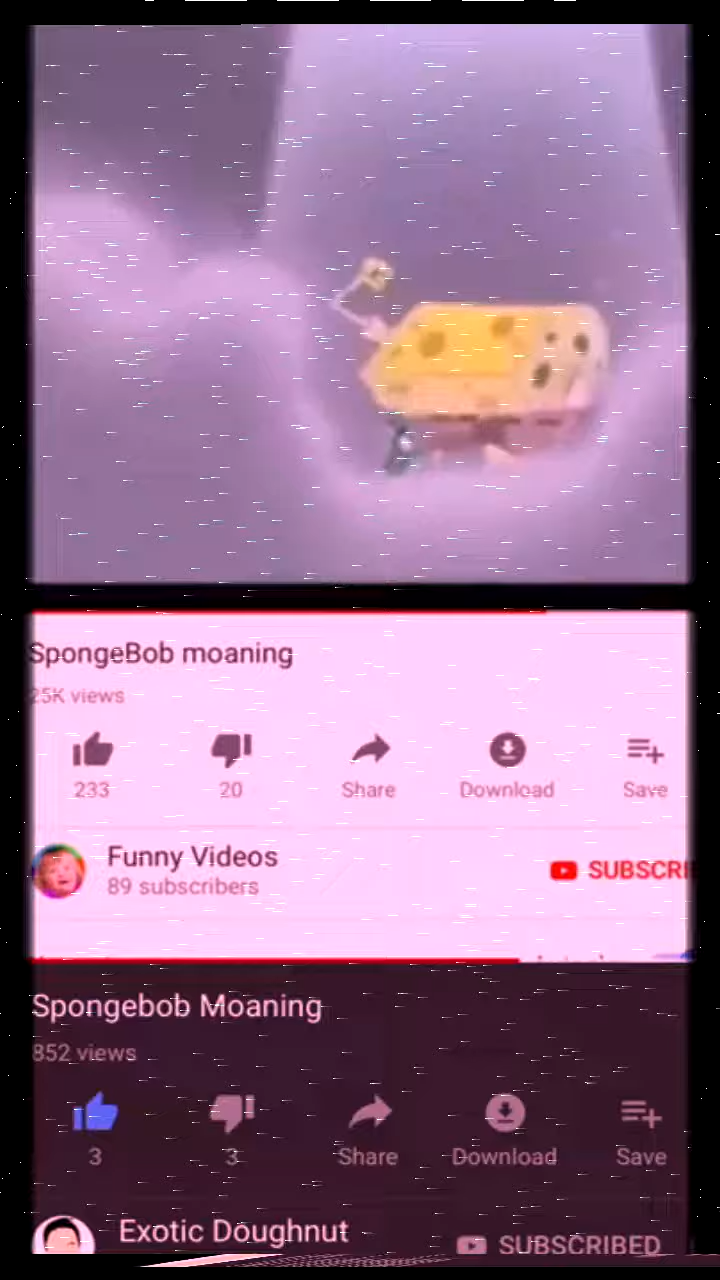 SpongeBob moaning
25K views
233 20 Share Download Save
Funny Videos
89 subscribers
SUBSCRIBE
Spongebob Moaning
852 views
3 3 Share Download Save
Exotic Doughnut
SUBSCRIBED